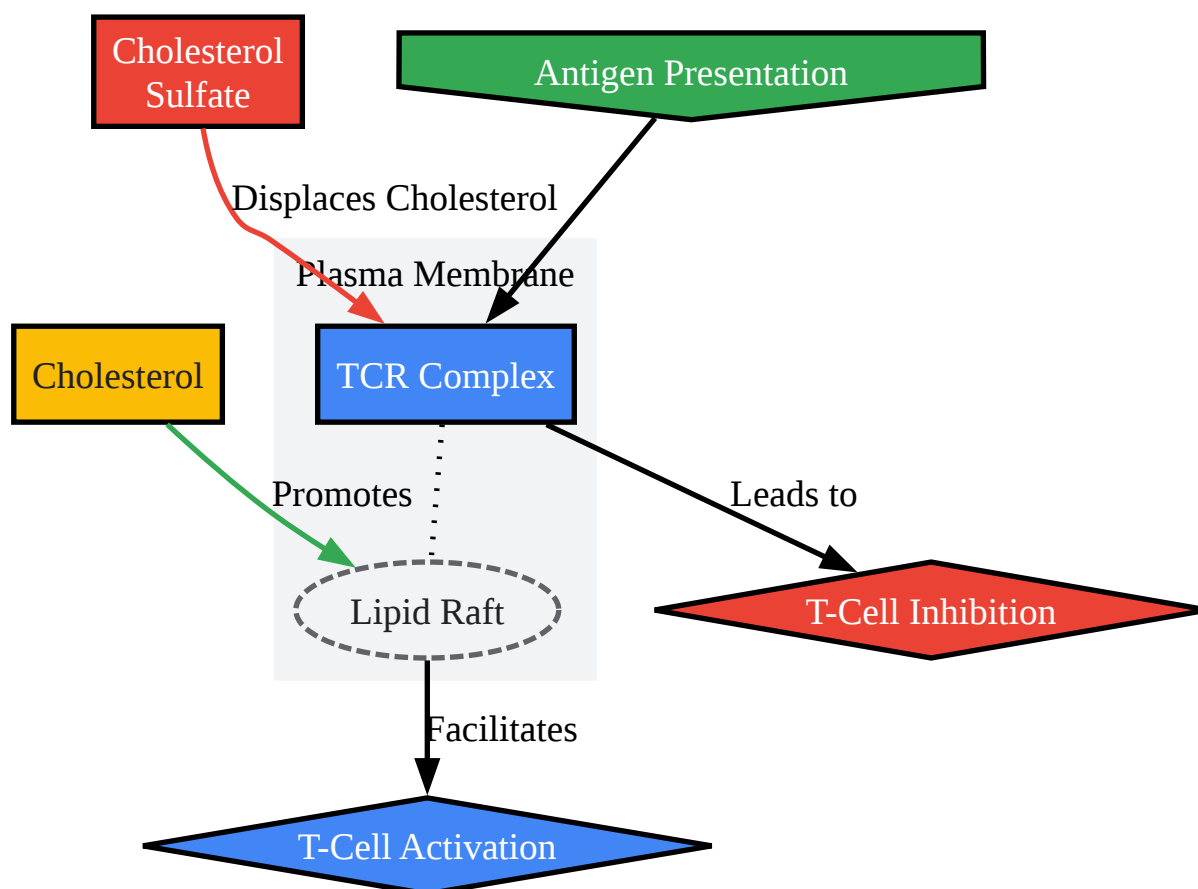 Cholesterol
Sulfate
Antigen Presentation
Displaces Cholesterol
Plasma Membrane
Cholesterol
TCR Complex
Promotes
Leads to
Lipid Raft
T-Cell Inhibition
Facilitates
T-Cell Activation